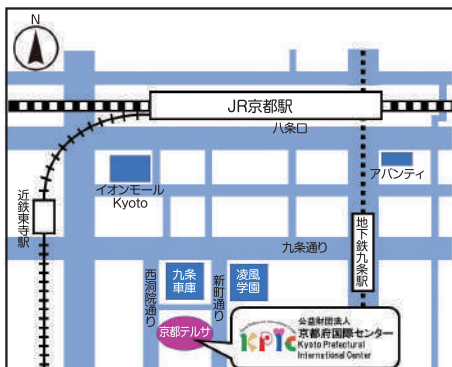 N
JR京都駅
八条口
イオンモール
Kyoto
アバンティ
近鉄東寺駅
地下鉄九条駅
九条通り
西洞院通り
九条
車庫
新町通り
凌風
学園
京都テルサ
KPIC
公益財団法人
京都府国際センター
Kyoto Prefectural
International Center